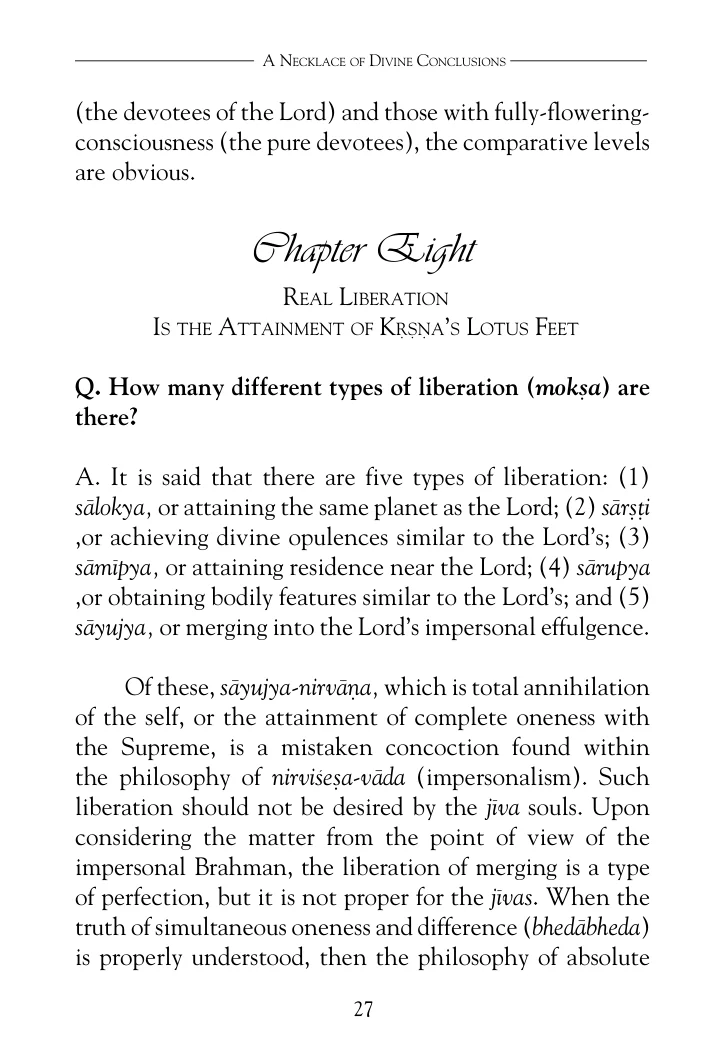 A Necklace of Divine Conclusions
(the devotees of the Lord) and those with fully-flowering-
consciousness (the pure devotees), the comparative levels
are obvious.
Chapter Eight
Real Liberation
Is the Attainment of Kṛṣṇa’s Lotus Feet
Q. How many different types of liberation (mokṣa) are
there?
A. It is said that there are five types of liberation: (1)
sālokya, or attaining the same planet as the Lord; (2) sārṣṭi
,or achieving divine opulences similar to the Lord’s; (3)
sāmīpya, or attaining residence near the Lord; (4) sārupya
,or obtaining bodily features similar to the Lord’s; and (5)
sāyujya, or merging into the Lord’s impersonal effulgence.
Of these, sāyujya-nirvāṇa, which is total annihilation
of the self, or the attainment of complete oneness with
the Supreme, is a mistaken concoction found within
the philosophy of nirviśeṣa-vāda (impersonalism). Such
liberation should not be desired by the jīva souls. Upon
considering the matter from the point of view of the
impersonal Brahman, the liberation of merging is a type
of perfection, but it is not proper for the jīvas. When the
truth of simultaneous oneness and difference (bhedābheda)
is properly understood, then the philosophy of absolute
27